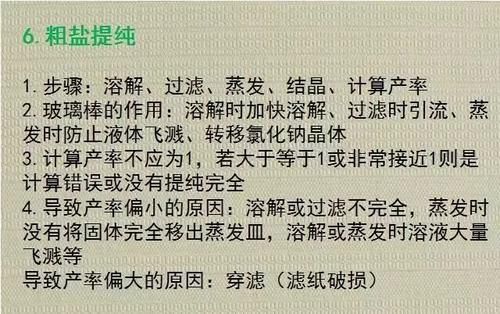 6.粗盐提纯
1.步骤：溶解、过滤、蒸发、结晶、计算产率
2.玻璃棒的作用：溶解时加快溶解、过滤时引流、蒸
发时防止液体飞溅、转移氯化钠晶体
3.计算产率不应为1，若大于等于1或非常接近1则是
计算错误或没有提纯完全
4.导致产率偏小的原因：溶解或过滤不完全，蒸发时
没有将固体完全移出蒸发皿，溶解或蒸发时溶液大量
飞溅等
导致产率偏大的原因：穿滤（滤纸破损）